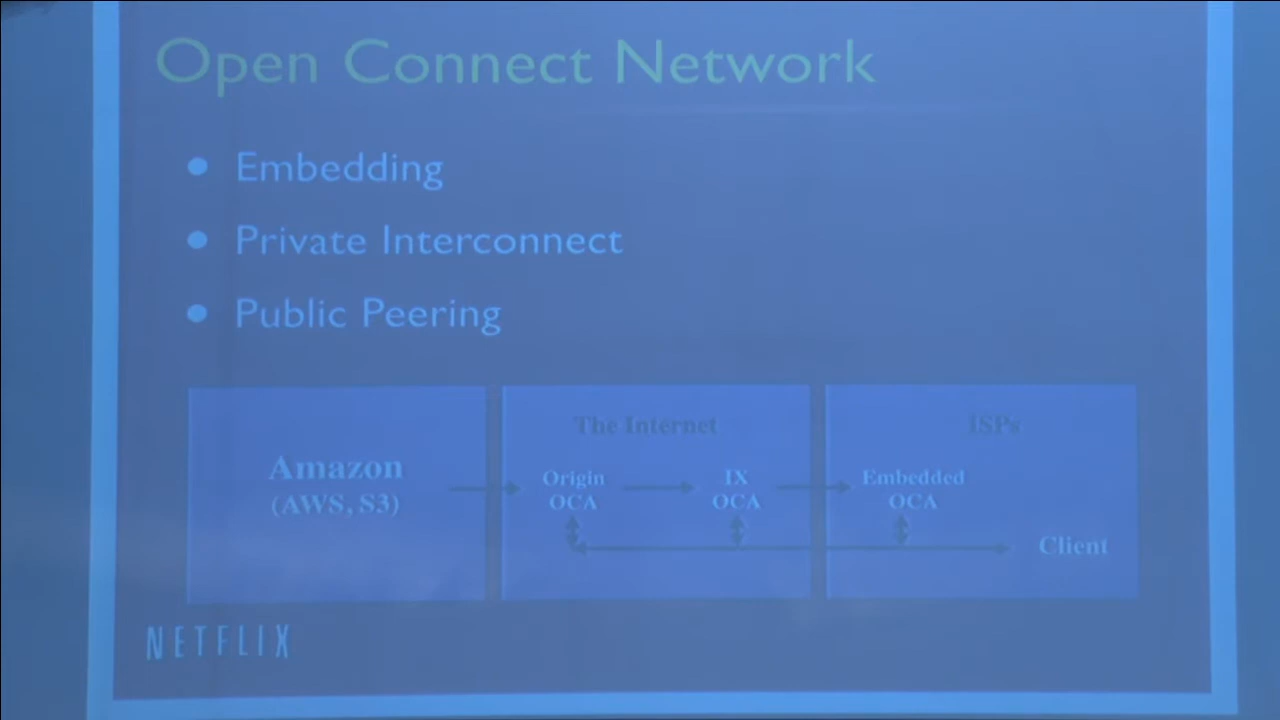 Open Connect Network
• Embedding
• Private Interconnect
• Public Peering
Amazon
(AWS, S3)
The Internet
Origin
OCA
IX
OCA
ISPs
Embedded
OCA
Client
NETFLIX